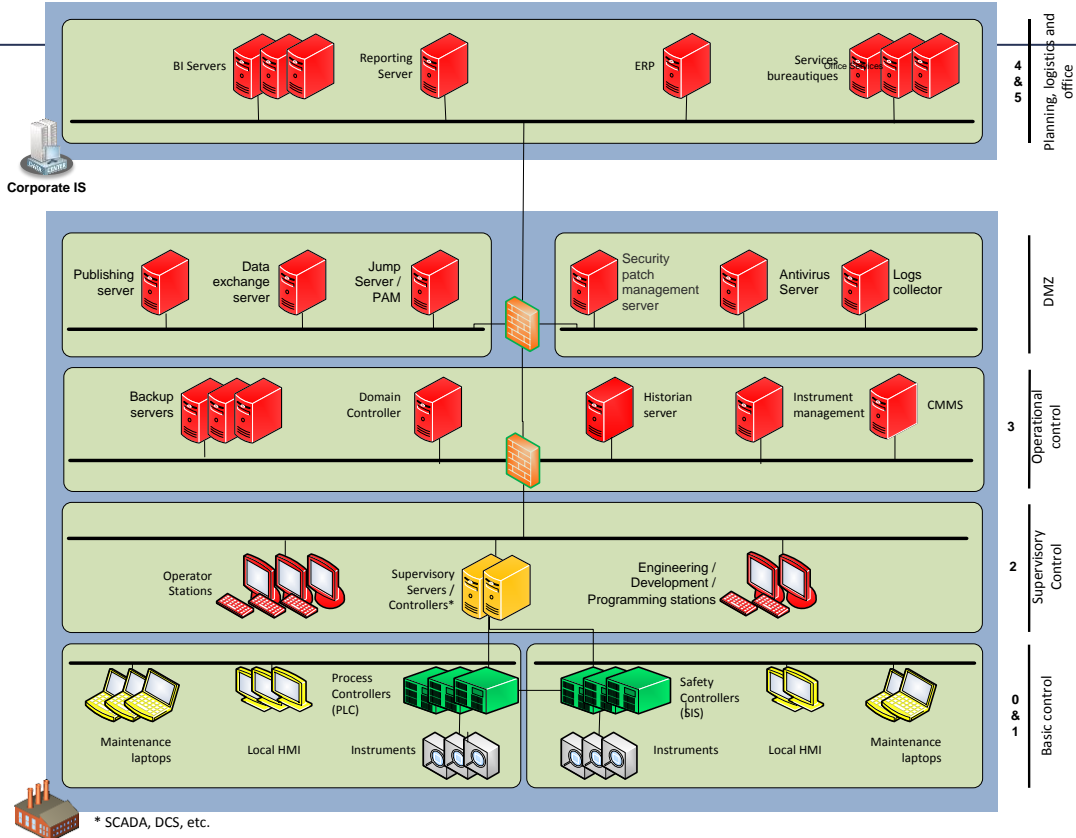 BI Servers
Reporting
Server
ERP
Services
bureautiques
Office Services
4
&
5
Planning, logistics and
office
DATA CENTER
Corporate IS
Publishing
server
Data
exchange
server
Jump
Server /
PAM
Security
patch
management
server
Antivirus
Server
Logs
collector
DMZ
Backup
servers
Domain
Controller
Historian
server
Instrument
management
CMMS
3
Operational
control
Operator
Stations
Supervisory
Servers /
Controllers*
Engineering /
Development /
Programming stations
2
Supervisory
Control
Maintenance
laptops
Local HMI
Process
Controllers
(PLC)
Instruments
Safety
Controllers
(SIS)
Instruments
Local HMI
Maintenance
laptops
0
&
1
Basic control
* SCADA, DCS, etc.